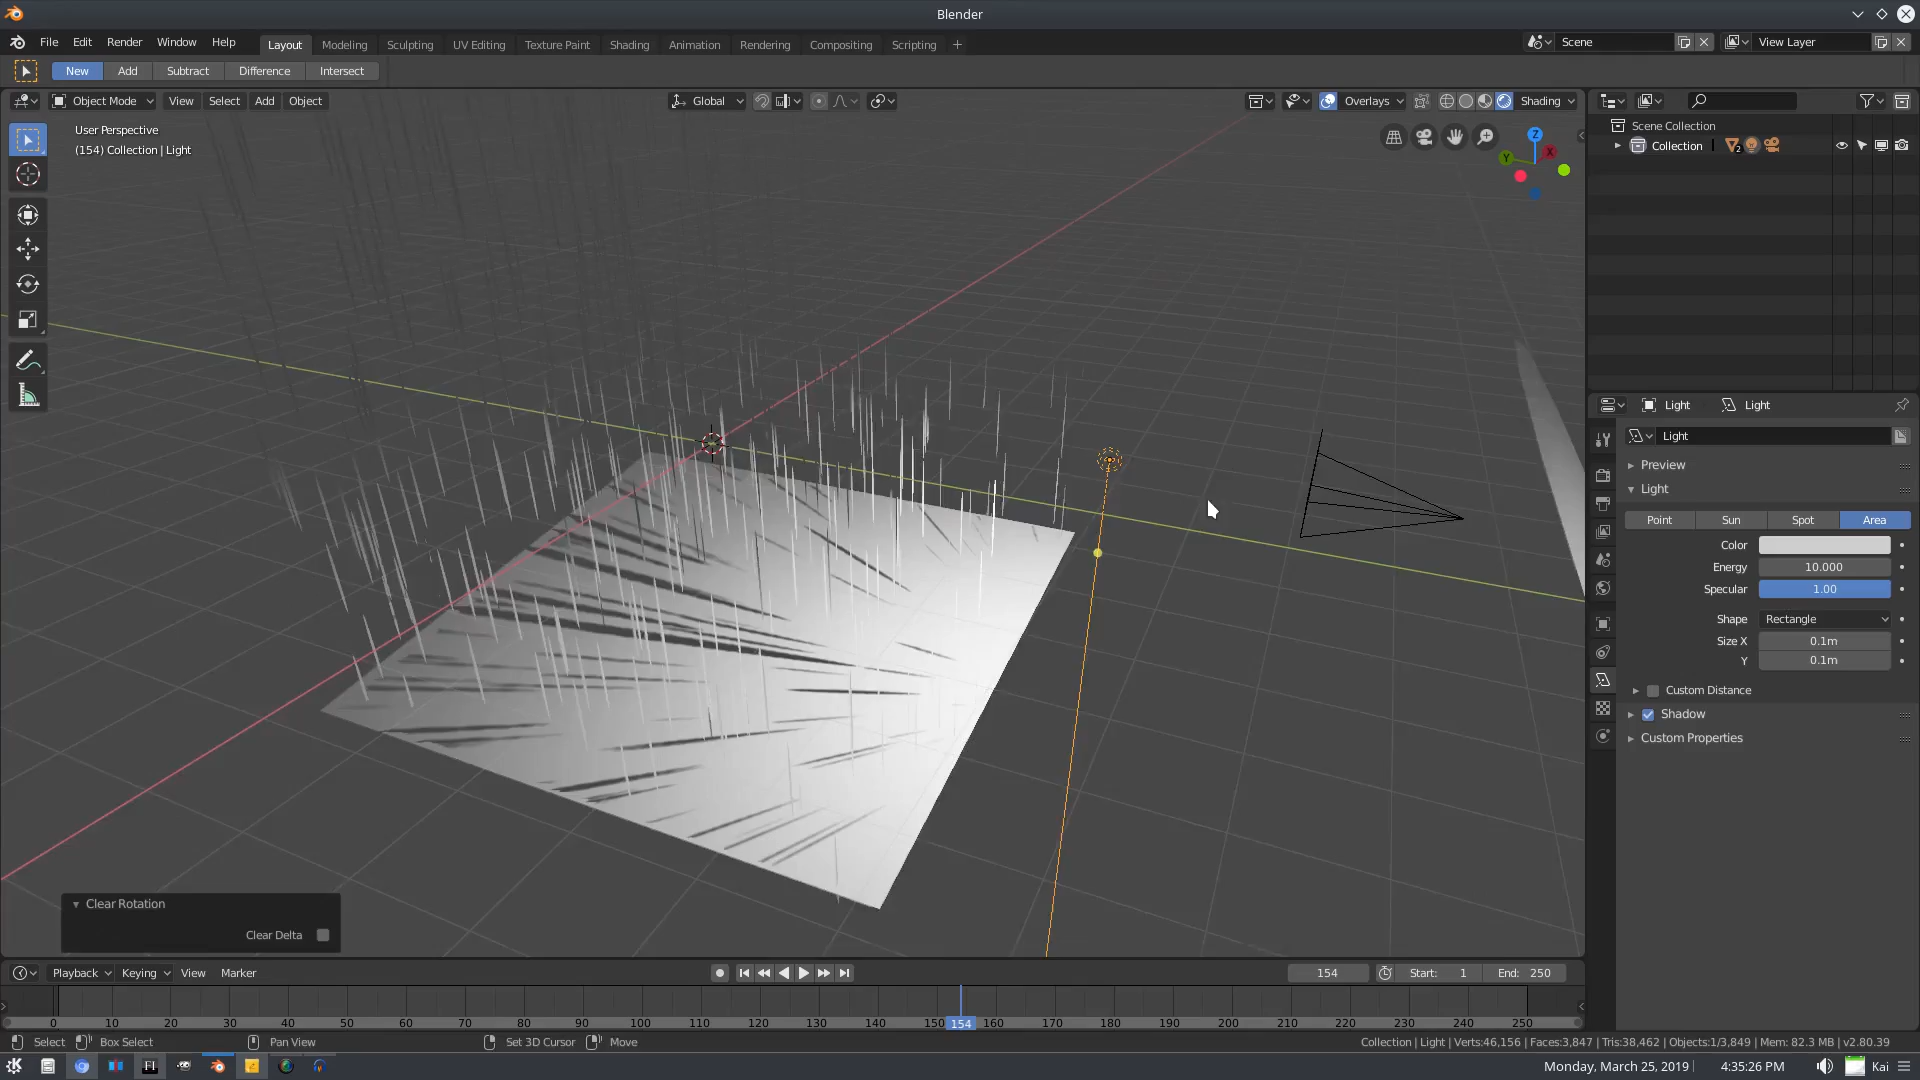 Blender
File Edit Render Window Help Layout Modeling Sculpting UV Editing Texture Paint Shading Animation Rendering Compositing Scripting + Scene View Layer
New Add Subtract Difference Intersect
Object Mode View Select Add Object Global Overlays Shading
User Perspective
(154) Collection | Light
Z
Y
X
Scene Collection
Collection
2
Light Light
Light
Preview
Light
Point Sun Spot Area
Color
Energy 10.000
Specular 1.00
Shape Rectangle
Size X 0.1m
Y 0.1m
Custom Distance
Shadow
Custom Properties
Clear Rotation
Clear Delta
Playback Keying View Marker 154 Start: 1 End: 250
0 10 20 30 40 50 60 70 80 90 100 110 120 130 140 150 154 160 170 180 190 200 210 220 230 240 250
Select Box Select Pan View Set 3D Cursor Move Collection | Light | Verts:46,156 | Faces:3,847 | Tris:38,462 | Objects:1/3,849 | Mem: 82.3 MB | v2.80.39
Monday, March 25, 2019 4:35:26 PM Kai